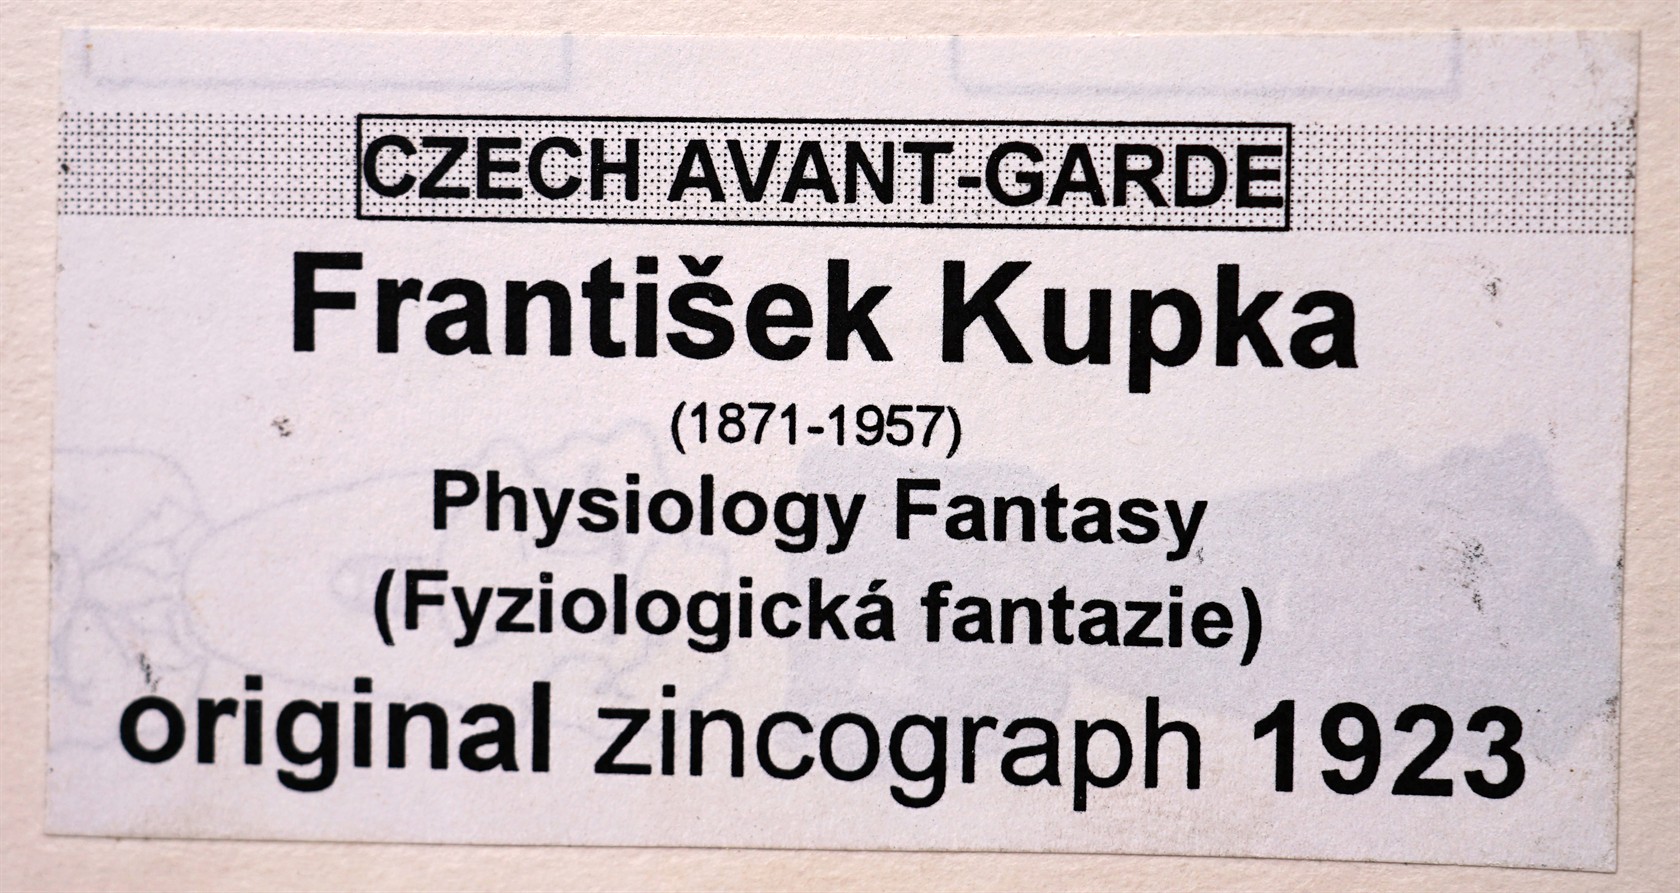 CZECH AVANT-GARDE
František Kupka
(1871-1957)
Physiology Fantasy
(Fyziologická fantazie)
original zincograph 1923